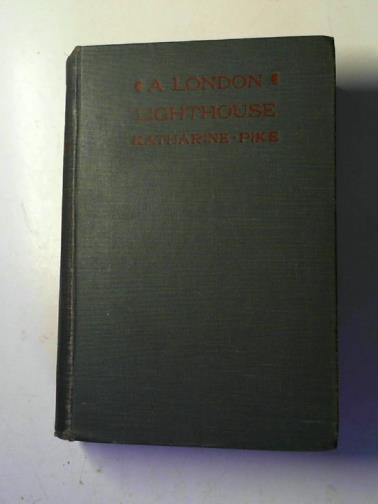 A LONDON
LIGHTHOUSE
KATHARINE · PIKE